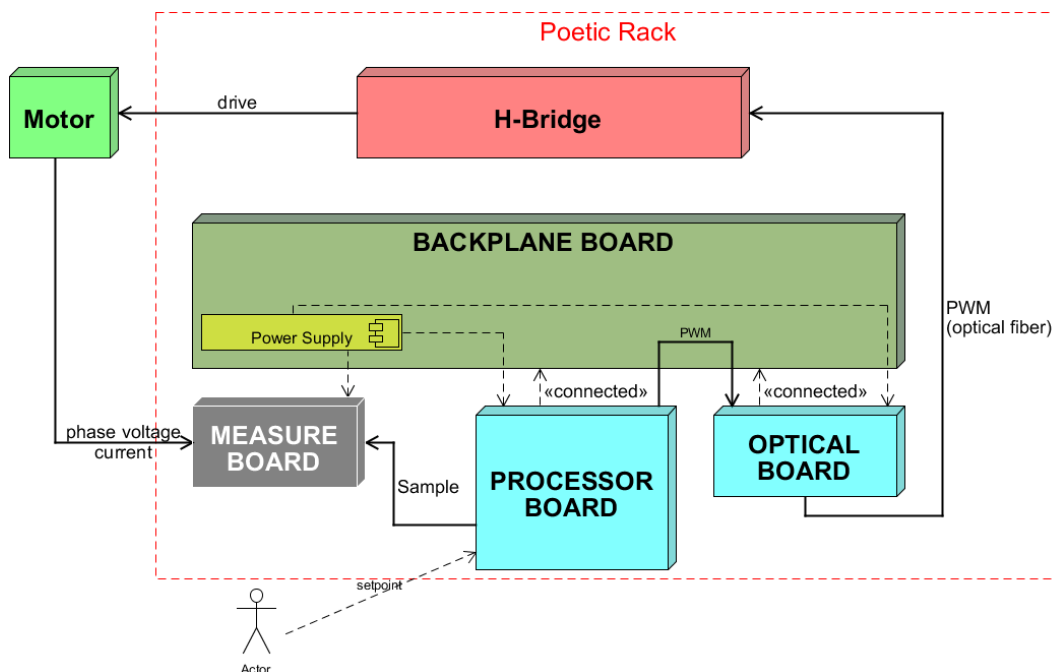 Poetic Rack
Motor
drive
H-Bridge
BACKPLANE BOARD
Power Supply
PWM
PWM
(optical fiber)
«connected»
«connected»
phase voltage
current
MEASURE
BOARD
Sample
PROCESSOR
BOARD
OPTICAL
BOARD
setpoint
Actor